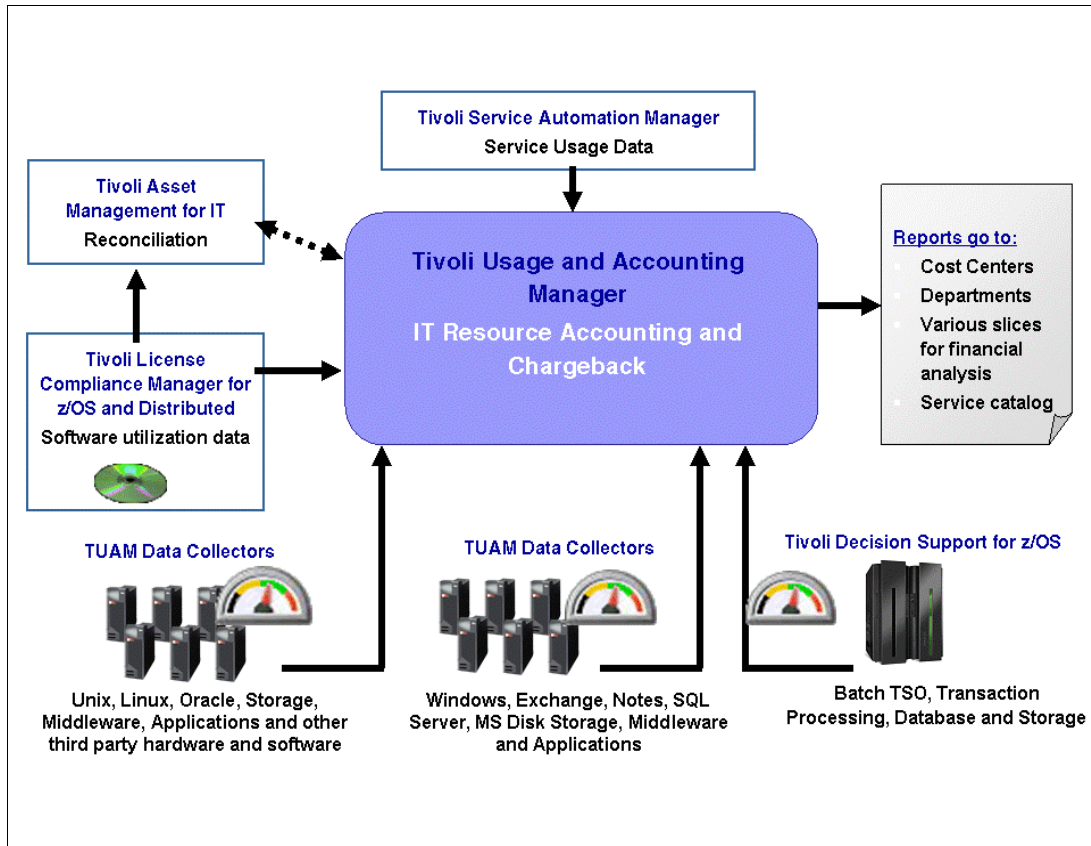 Tivoli Service Automation Manager
Service Usage Data
Tivoli Asset
Management for IT
Reconciliation
Tivoli Usage and Accounting
Manager
IT Resource Accounting and
Chargeback
Reports go to:
Cost Centers
Departments
Various slices
for financial
analysis
Service catalog
Tivoli License
Compliance Manager for
z/OS and Distributed
Software utilization data
TUAM Data Collectors
Unix, Linux, Oracle, Storage,
Middleware, Applications and other
third party hardware and software
TUAM Data Collectors
Windows, Exchange, Notes, SQL
Server, MS Disk Storage, Middleware
and Applications
Tivoli Decision Support for z/OS
Batch TSO, Transaction
Processing, Database and Storage